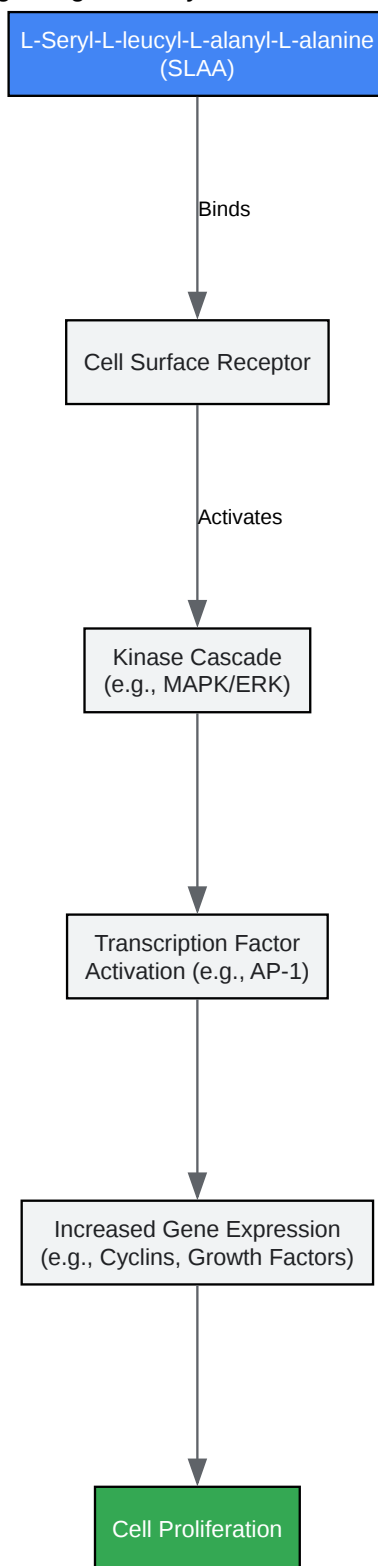 L-Seryl-L-leucyl-L-alanyl-L-alanine
(SLAA)
Binds
Cell Surface Receptor
Activates
Kinase Cascade
(e.g., MAPK/ERK)
Transcription Factor
Activation (e.g., AP-1)
Increased Gene Expression
(e.g., Cyclins, Growth Factors)
Cell Proliferation